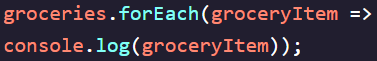 groceries.forEach(groceryItem =>
console.log(groceryItem));